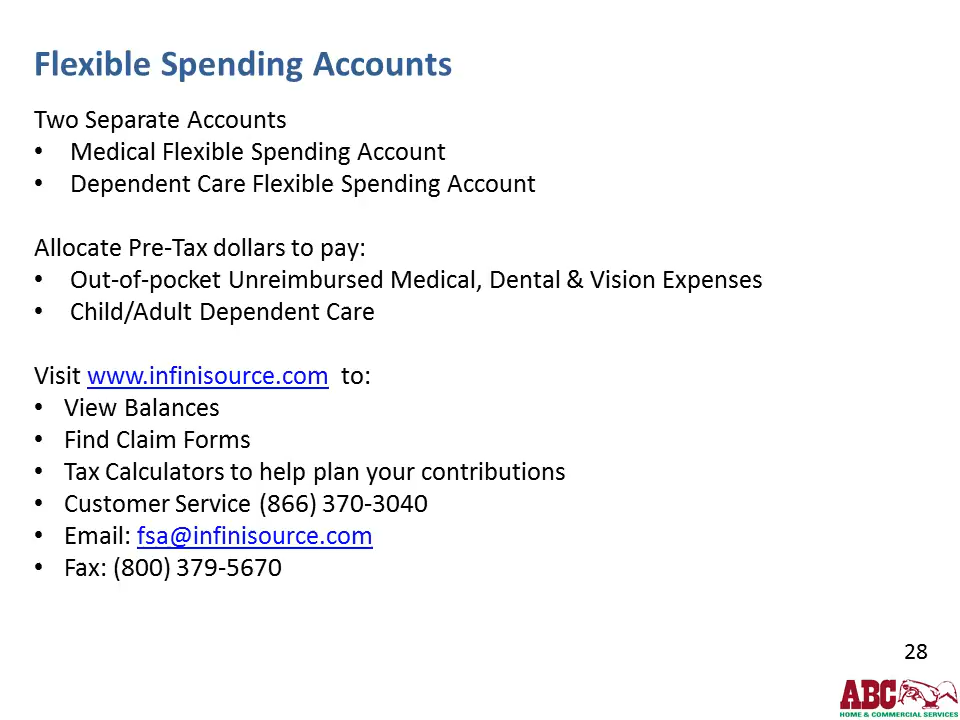 Flexible Spending Accounts
Two Separate Accounts
• Medical Flexible Spending Account
• Dependent Care Flexible Spending Account
Allocate Pre-Tax dollars to pay:
• Out-of-pocket Unreimbursed Medical, Dental & Vision Expenses
• Child/Adult Dependent Care
Visit www.infinisource.com to:
• View Balances
• Find Claim Forms
• Tax Calculators to help plan your contributions
• Customer Service (866) 370-3040
• Email: fsa@infinisource.com
• Fax: (800) 379-5670
28
ABC
HOME & COMMERCIAL SERVICES